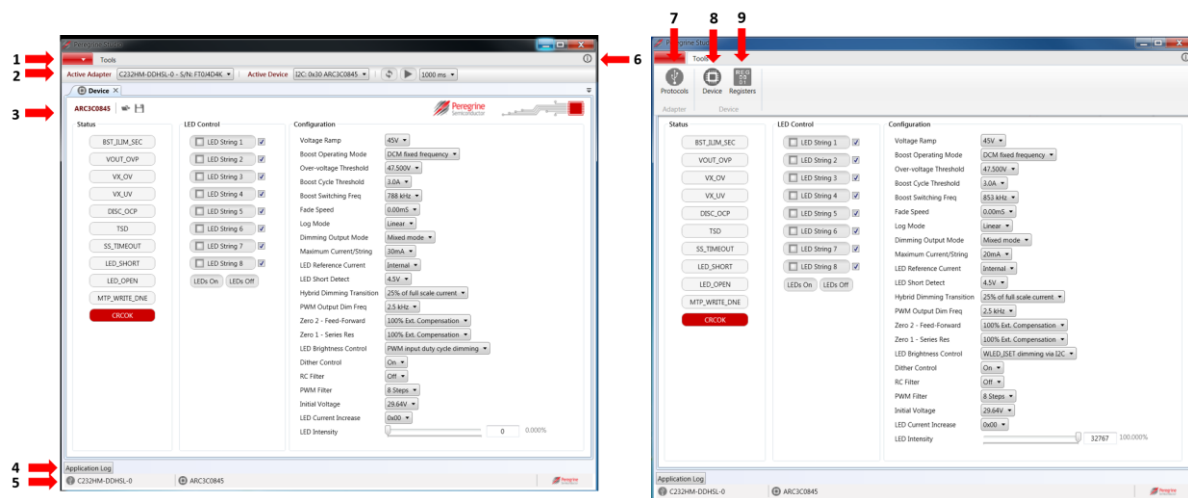 7 8 9
1
2
3
4
5
6
Peregrine Studio
Tools
Active Adapter C232HM-DDHSL-0 - S/N: FT0J4D4K Active Device I2C: 0x30 ARC3C0845 1000 ms
Device
ARC3C0845
Peregrine
Semiconductor
Status LED Control Configuration
BST_ILIM_SEC LED String 1 Voltage Ramp 45V
VOUT_OVP LED String 2 Boost Operating Mode DCM fixed frequency
VX_OV LED String 3 Over-voltage Threshold 47.500V
VX_UV LED String 4 Boost Cycle Threshold 3.0A
DISC_OCP LED String 5 Boost Switching Freq 788 kHz
TSD LED String 6 Fade Speed 0.00mS
SS_TIMEOUT LED String 7 Log Mode Linear
LED_SHORT LED String 8 Dimming Output Mode Mixed mode
LED_OPEN LEDs On LEDs Off Maximum Current/String 30mA
MTP_WRITE_DNE LED Reference Current Internal
CRCOK LED Short Detect 4.5V
Hybrid Dimming Transition 25% of full scale current
PWM Output Dim Freq 2.5 kHz
Zero 2 - Feed-Forward 100% Ext. Compensation
Zero 1 - Series Res 100% Ext. Compensation
LED Brightness Control PWM input duty cycle dimming
Dither Control On
RC Filter Off
PWM Filter 8 Steps
Initial Voltage 29.64V
LED Current Increase 0x00
LED Intensity 0 0.000%
Application Log
C232HM-DDHSL-0 ARC3C0845
Peregrine
Peregrine Studio
Tools
Protocols Device Registers
Adapter Device
Status LED Control Configuration
BST_ILIM_SEC LED String 1 Voltage Ramp 45V
VOUT_OVP LED String 2 Boost Operating Mode DCM fixed frequency
VX_OV LED String 3 Over-voltage Threshold 47.500V
VX_UV LED String 4 Boost Cycle Threshold 3.0A
DISC_OCP LED String 5 Boost Switching Freq 853 kHz
TSD LED String 6 Fade Speed 0.00mS
SS_TIMEOUT LED String 7 Log Mode Linear
LED_SHORT LED String 8 Dimming Output Mode Mixed mode
LED_OPEN LEDs On LEDs Off Maximum Current/String 20mA
MTP_WRITE_DNE LED Reference Current Internal
CRCOK LED Short Detect 4.5V
Hybrid Dimming Transition 25% of full scale current
PWM Output Dim Freq 2.5 kHz
Zero 2 - Feed-Forward 100% Ext. Compensation
Zero 1 - Series Res 100% Ext. Compensation
LED Brightness Control WLED_ISET dimming via I2C
Dither Control On
RC Filter Off
PWM Filter 8 Steps
Initial Voltage 29.64V
LED Current Increase 0x00
LED Intensity 32767 100.000%
Application Log
C232HM-DDHSL-0 ARC3C0845
Peregrine